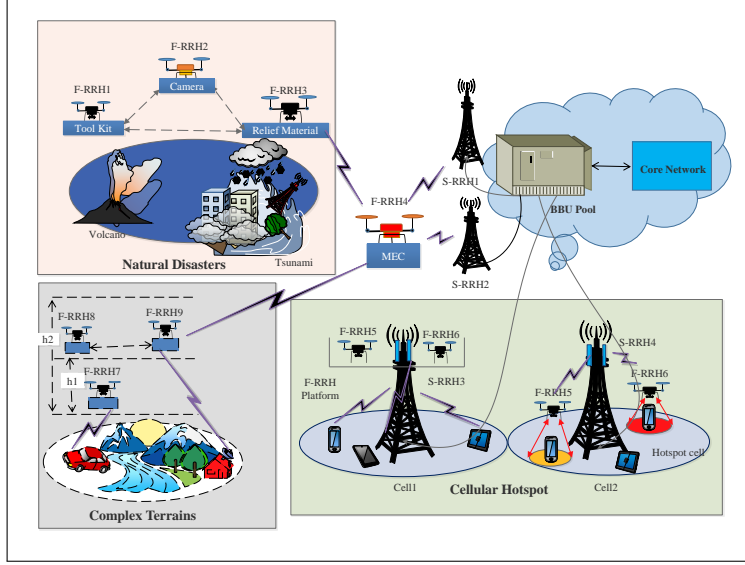 F-RRH2
F-RRH1
Camera
F-RRH3
Tool Kit
Relief Material
Volcano
Tsunami
Natural Disasters
F-RRH4
MEC
S-RRH1
S-RRH2
BBU Pool
Core Network
F-RRH8
F-RRH9
h2
h1
F-RRH7
Complex Terrains
F-RRH5
F-RRH6
F-RRH
Platform
S-RRH3
Cell1
S-RRH4
F-RRH6
F-RRH5
Hotspot cell
Cell2
Cellular Hotspot